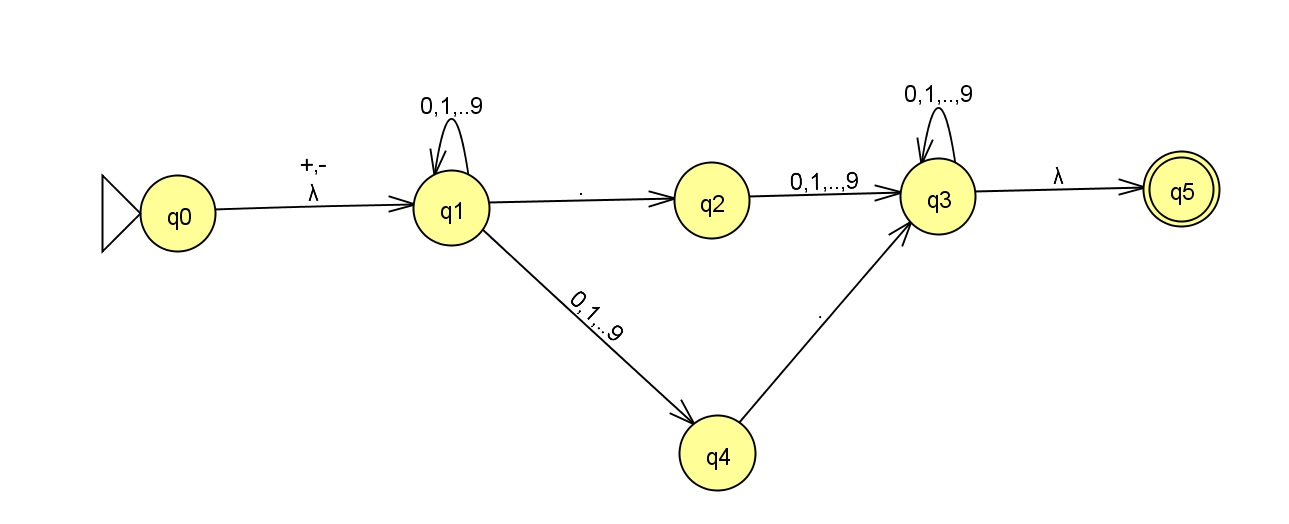 0,1,..9
0,1,..,9
+,-
λ
.
0,1,..,9
λ
q0
q1
q2
q3
q5
0,1,..9
.
q4